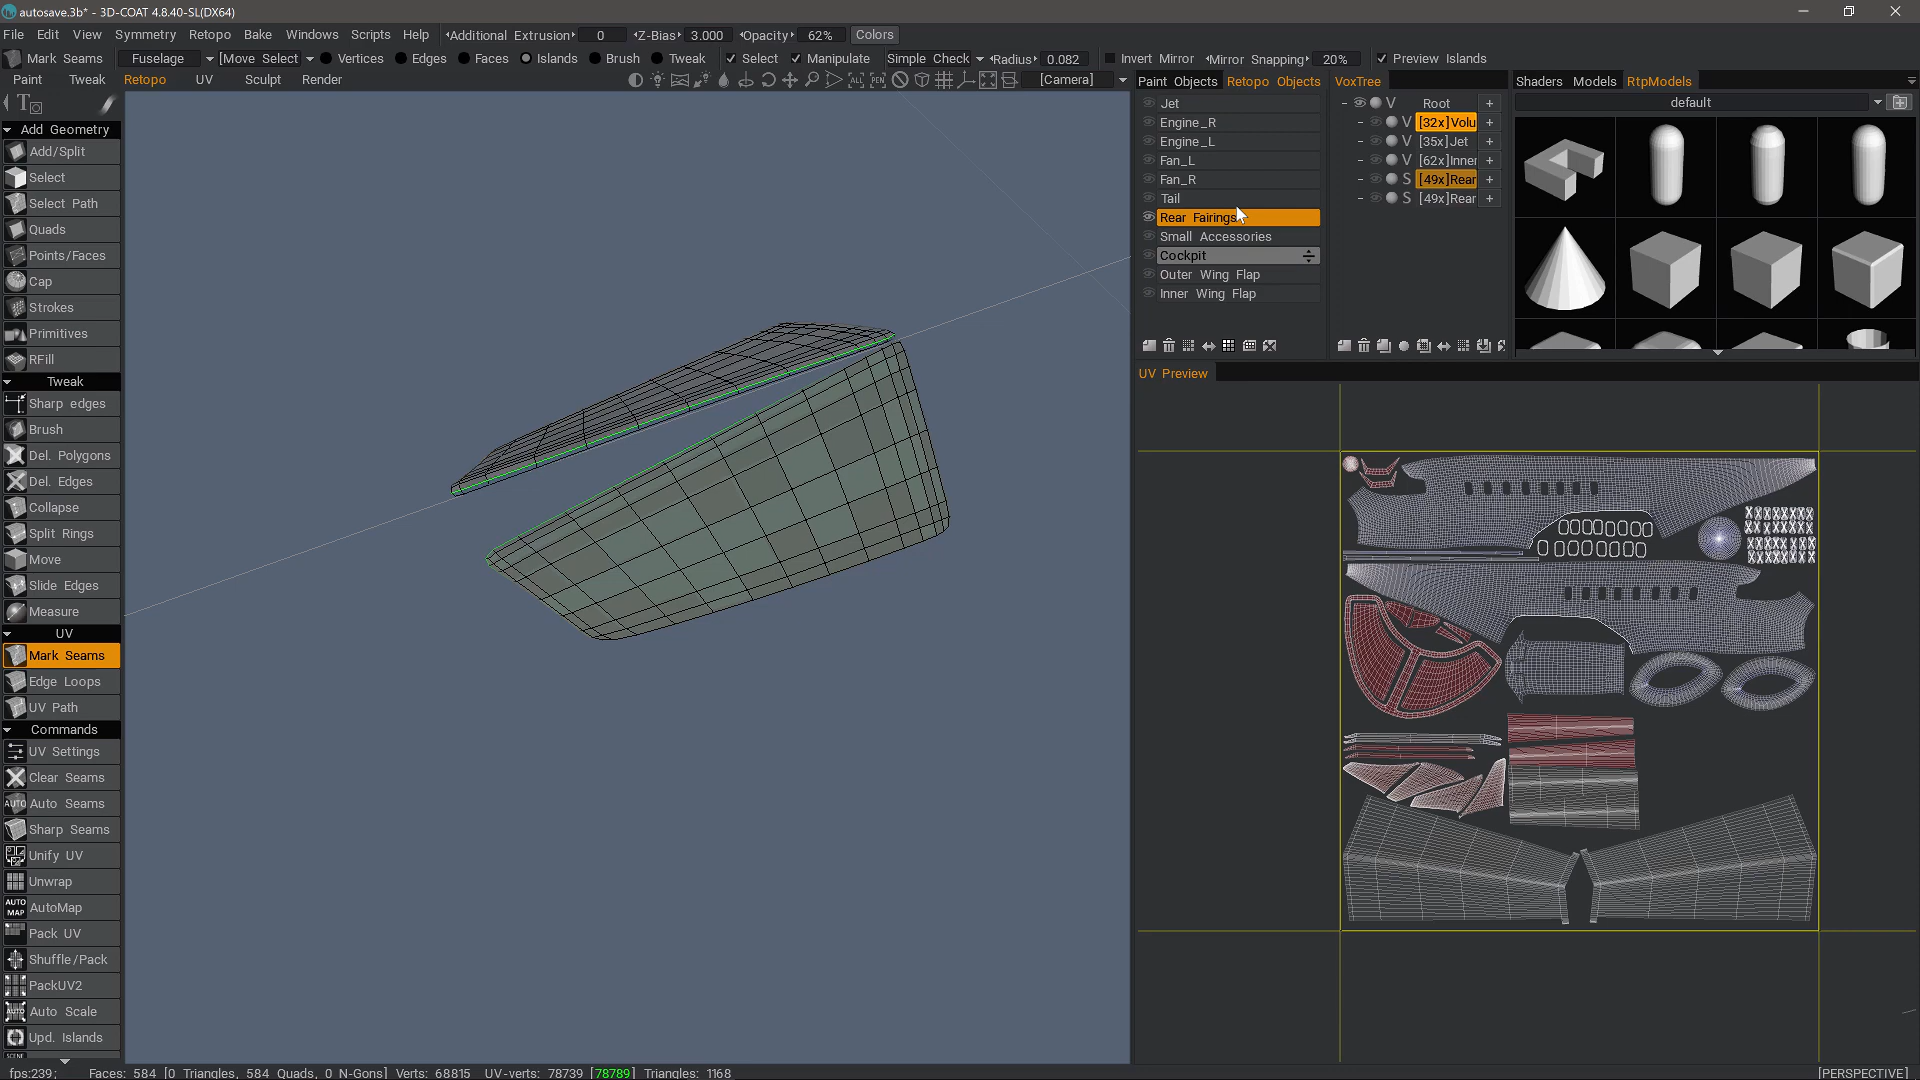 autosave.3b* - 3D-COAT 4.8.40-SL(DX64)
File Edit View Symmetry Retopo Bake Windows Scripts Help Additional Extrusion 0 Z-Bias 3.000 Opacity 62% Colors
Mark Seams Fuselage [Move Select] Vertices Edges Faces Islands Brush Tweak Select Manipulate Simple Check Radius 0.082 Invert Mirror Mirror Snapping 20% Preview Islands
Paint Tweak Retopo UV Sculpt Render [Camera] Paint Objects Retopo Objects VoxTree Shaders Models RtpModels
Add Geometry
Add/Split
Select
Select Path
Quads
Points/Faces
Cap
Strokes
Primitives
RFill
Tweak
Sharp edges
Brush
Del. Polygons
Del. Edges
Collapse
Split Rings
Move
Slide Edges
Measure
UV
Mark Seams
Edge Loops
UV Path
Commands
UV Settings
Clear Seams
AUTO Auto Seams
Sharp Seams
Unify UV
Unwrap
AUTO MAP AutoMap
Pack UV
Shuffle/Pack
PackUV2
AUTO Auto Scale
Upd. Islands
Jet
Engine_R
Engine_L
Fan_L
Fan_R
Tail
Rear Fairings
Small Accessories
Cockpit
Outer Wing Flap
Inner Wing Flap
V Root +
V [32x]Volu +
V [35x]Jet +
V [62x]Inner +
S [49x]Rear +
S [49x]Rear +
default
UV Preview
fps:239; Faces: 584 [0 Triangles, 584 Quads, 0 N-Gons] Verts: 68815 UV-verts: 78739 [78789] Triangles: 1168 [PERSPECTIVE]